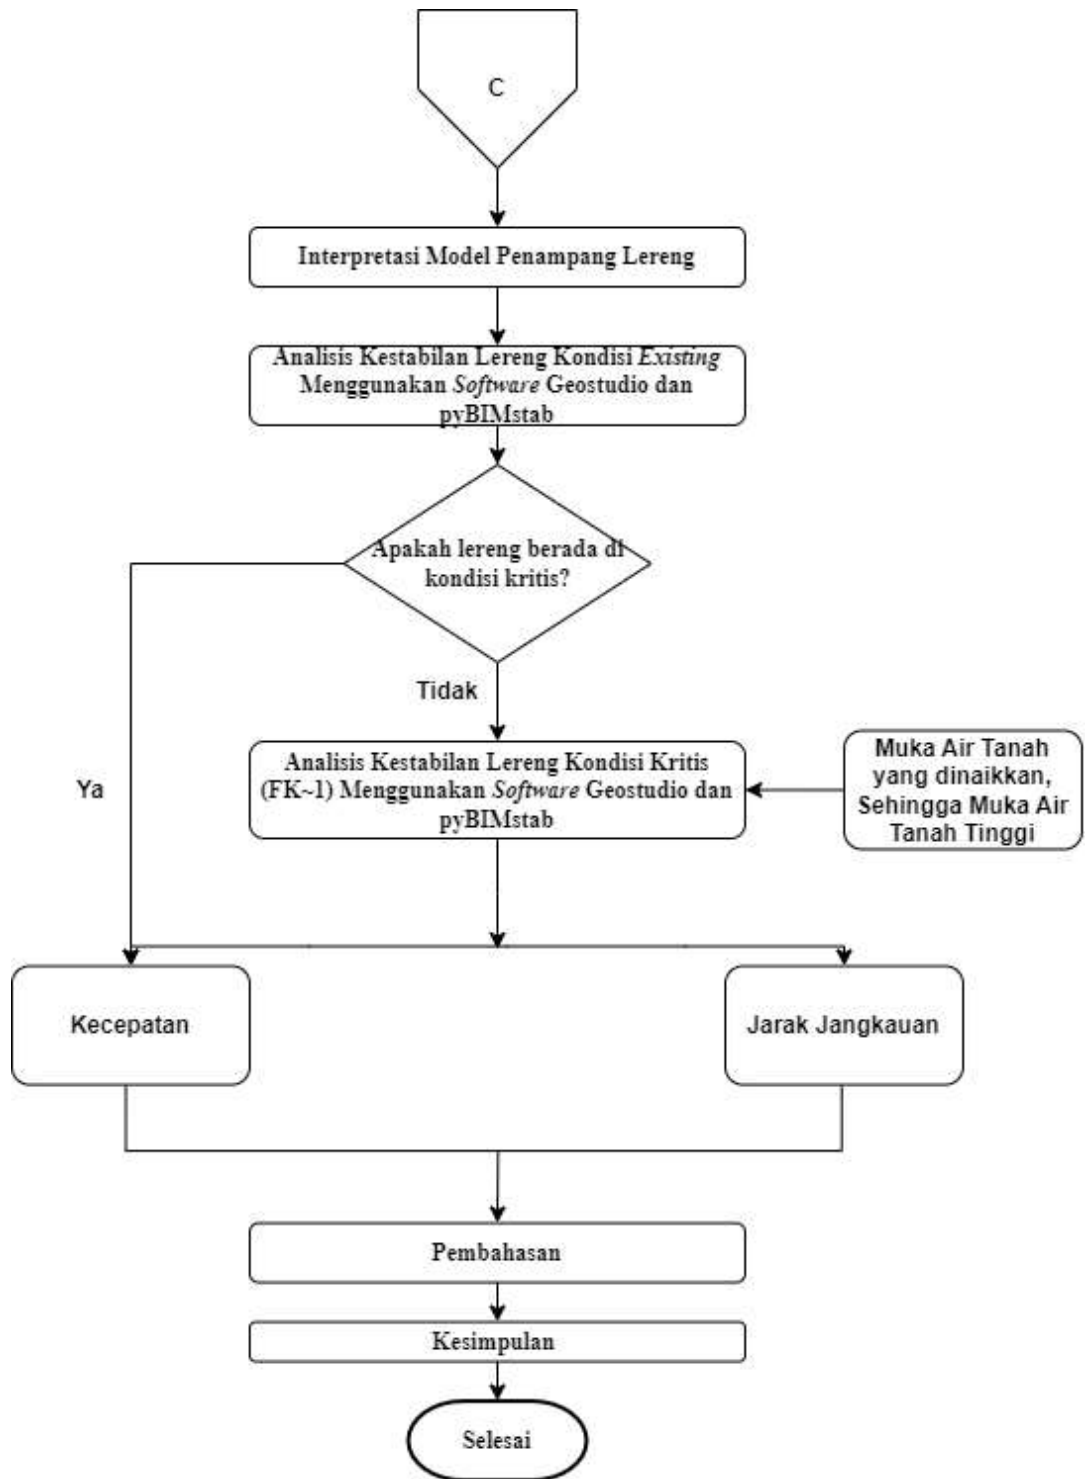 C
Interpretasi Model Penampang Lereng
Analisis Kestabilan Lereng Kondisi Existing
Menggunakan Software Geostudio dan
pyBIMstab
Apakah lereng berada di
kondisi kritis?
Tidak
Ya
Analisis Kestabilan Lereng Kondisi Kritis
(FK~1) Menggunakan Software Geostudio dan
pyBIMstab
Muka Air Tanah
yang dinaikkan,
Sehingga Muka Air
Tanah Tinggi
Kecepatan
Jarak Jangkauan
Pembahasan
Kesimpulan
Selesai